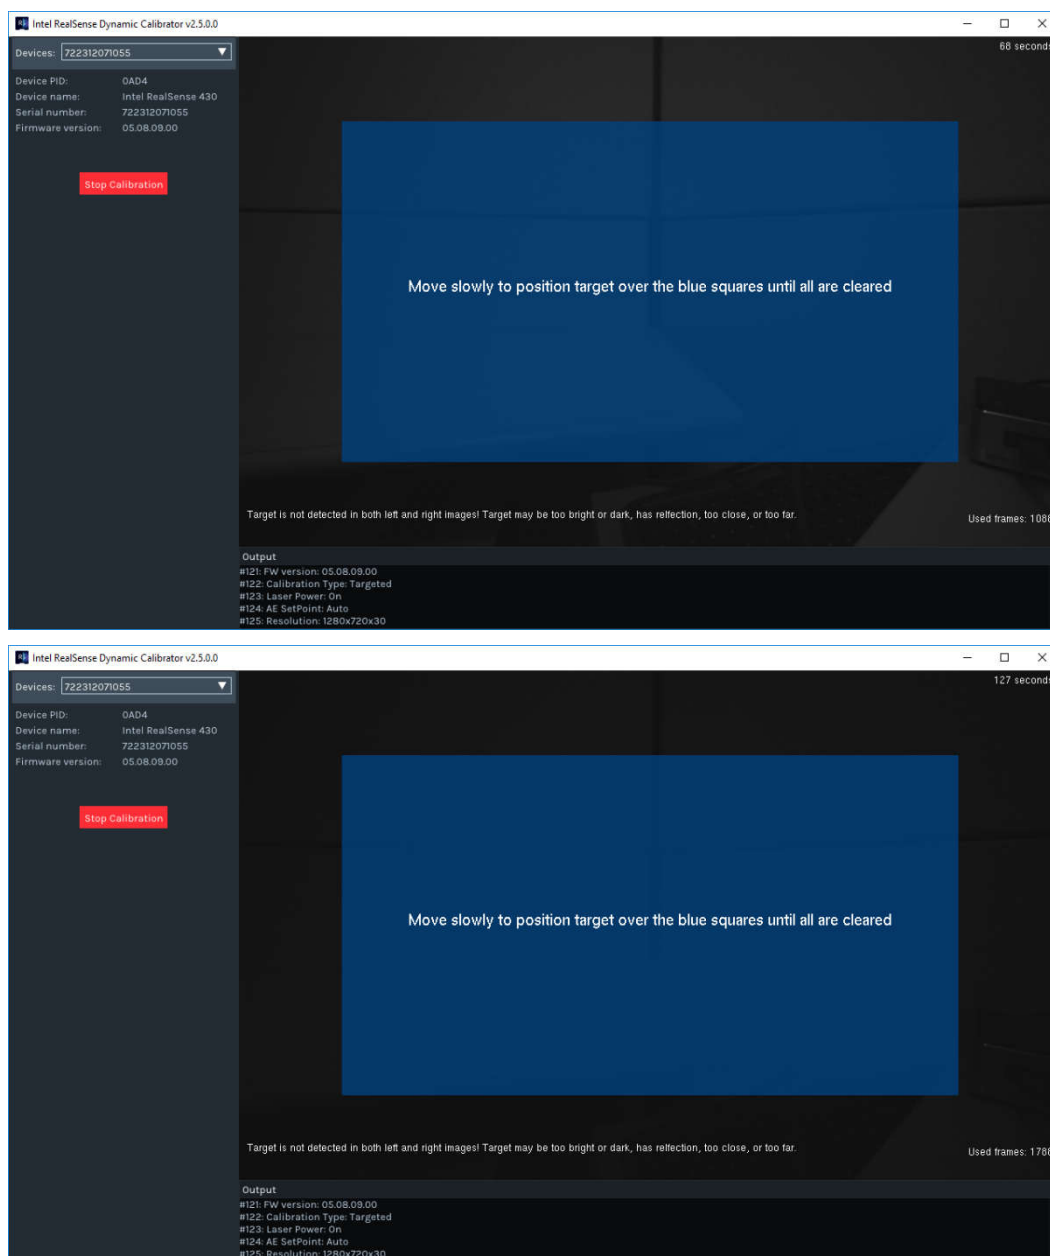 Intel RealSense Dynamic Calibrator v2.5.0.0
Devices: 722312071055
68 seconds
Device PID: 0AD4
Device name: Intel RealSense 430
Serial number: 722312071055
Firmware version: 05.08.09.00
Stop Calibration
Move slowly to position target over the blue squares until all are cleared
Target is not detected in both left and right images! Target may be too bright or dark, has relfection, too close, or too far.
Used frames: 1088
Output
#121: FW version: 05.08.09.00
#122: Calibration Type: Targeted
#123: Laser Power: On
#124: AE SetPoint: Auto
#125: Resolution: 1280x720x30
Intel RealSense Dynamic Calibrator v2.5.0.0
Devices: 722312071055
127 seconds
Device PID: 0AD4
Device name: Intel RealSense 430
Serial number: 722312071055
Firmware version: 05.08.09.00
Stop Calibration
Move slowly to position target over the blue squares until all are cleared
Target is not detected in both left and right images! Target may be too bright or dark, has relfection, too close, or too far.
Used frames: 1788
Output
#121: FW version: 05.08.09.00
#122: Calibration Type: Targeted
#123: Laser Power: On
#124: AE SetPoint: Auto
#125: Resolution: 1280x720x30